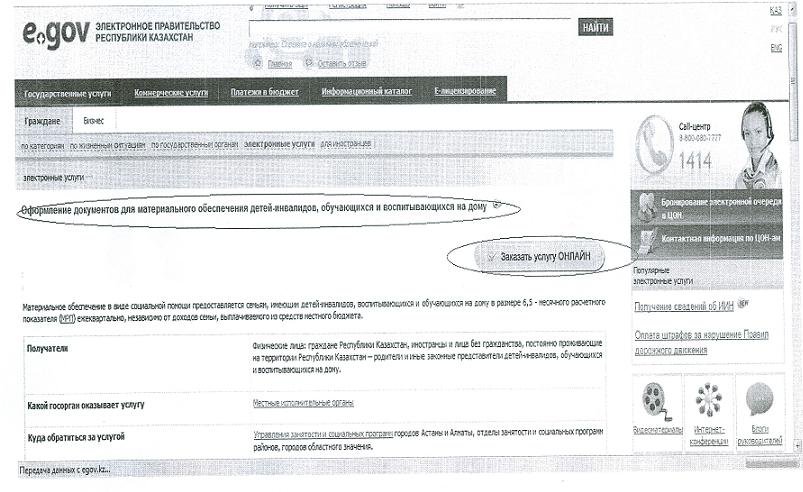 e.gov ЭЛЕКТРОННОЕ ПРАВИТЕЛЬСТВО
РЕСПУБЛИКИ КАЗАХСТАН
НАЙТИ
ҚАЗ
РУС
ENG
Главная Оставить отзыв
Государственные услуги Коммерческие услуги Платежи в бюджет Информационный каталог Е-лицензирование
Граждане Бизнес
по категориям по жизненным ситуациям по государственным органам электронные услуги для иностранцев
электронные услуги
Оформление документов для материального обеспечения детей-инвалидов, обучающихся и воспитывающихся на дому
Заказать услугу ОНЛАЙН
Материальное обеспечение в виде социальной помощи предоставляется семьям, имеющим детей-инвалидов, воспитывающихся и обучающихся на дому в размере 6,5 - месячного расчетного
показателя (МРП) ежеквартально, независимо от доходов семьи, выплачиваемого из средств местного бюджета.
Получатели
Физические лица: граждане Республики Казахстан, иностранцы и лица без гражданства, постоянно проживающие
на территории Республики Казахстан – родители и иные законные представители детей-инвалидов, обучающихся
и воспитывающихся на дому.
Какой госорган оказывает услугу
Местные исполнительные органы
Куда обратиться за услугой
Управления занятости и социальных программ городов Астаны и Алматы, отделы занятости и социальных программ
районов, городов областного значения.
Call-центр
8-800-080-7777
1414
Бронирование электронной очереди
в ЦОН
Контактная информация по ЦОН-ам
Популярные
электронные услуги
Получение сведений об ИИН NEW
Оплата штрафов за нарушение Правил
дорожного движения
Видеоматериалы
Интернет-
конференции
Блоги
руководителей
Передача данных с egov.kz...